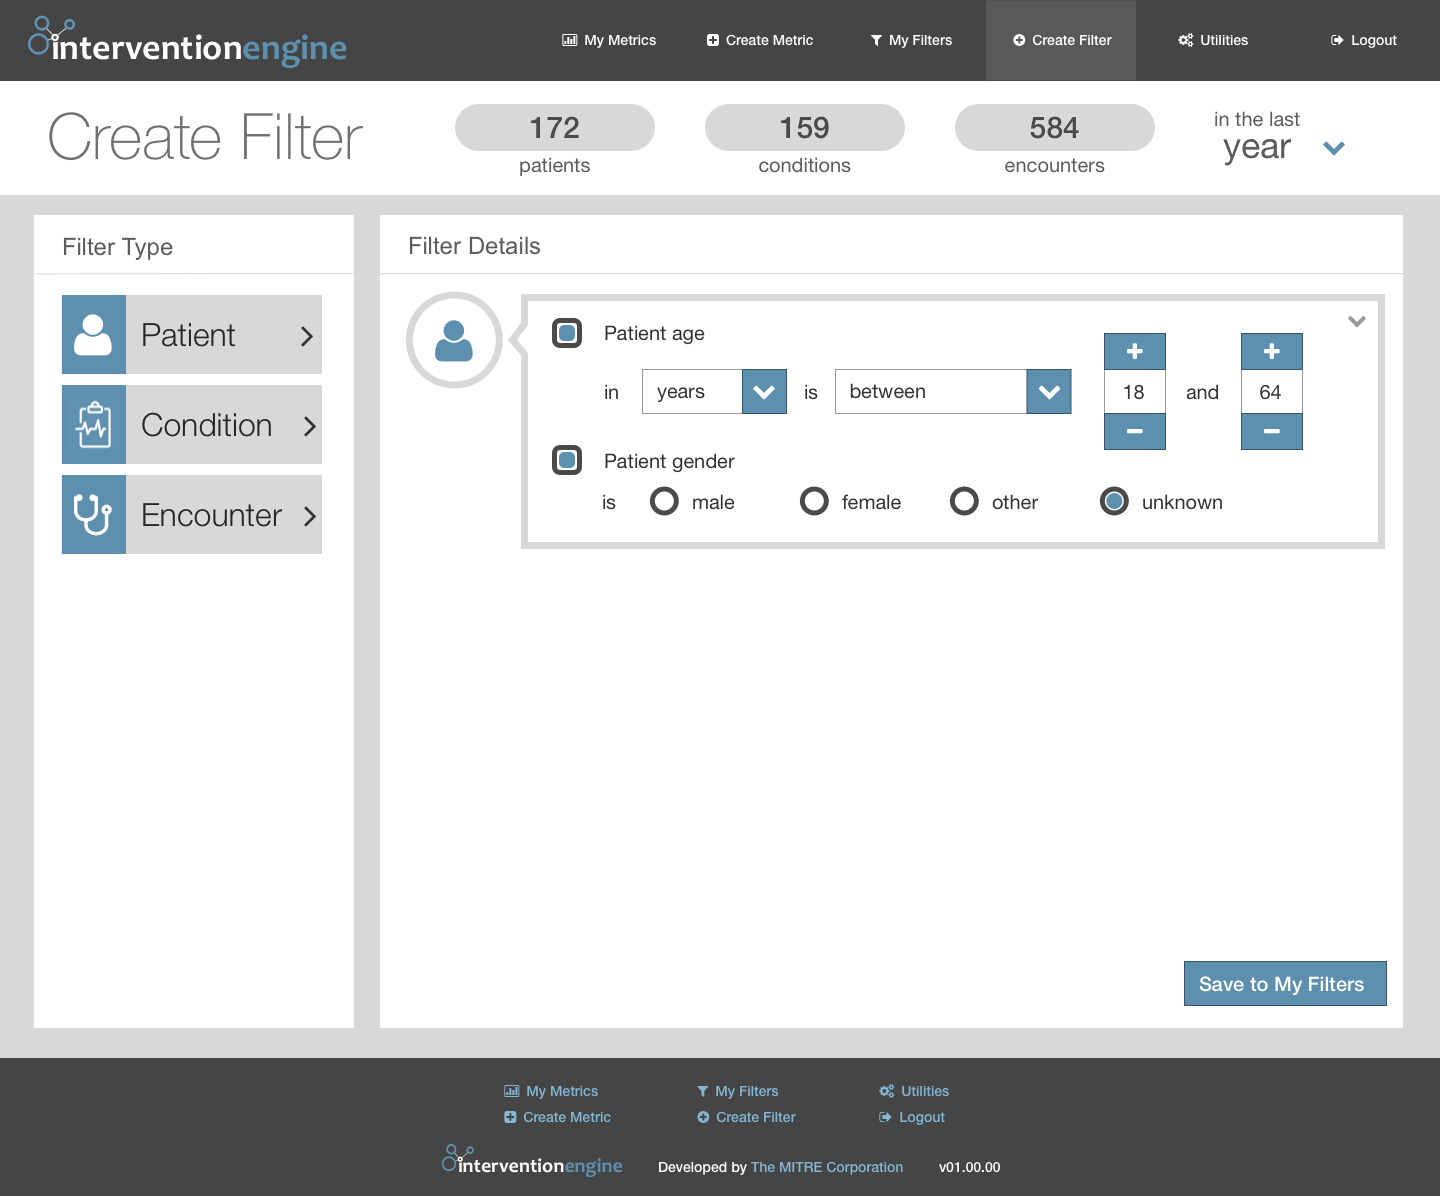 interventionengine
My Metrics
Create Metric
My Filters
Create Filter
Utilities
Logout
Create Filter
172
patients
159
conditions
584
encounters
in the last
year
Filter Type
Patient
Condition
Encounter
Filter Details
Patient age
in years is between 18 and 64
Patient gender
is male female other unknown
Save to My Filters
My Metrics
My Filters
Utilities
Create Metric
Create Filter
Logout
interventionengine
Developed by The MITRE Corporation
v01.00.00